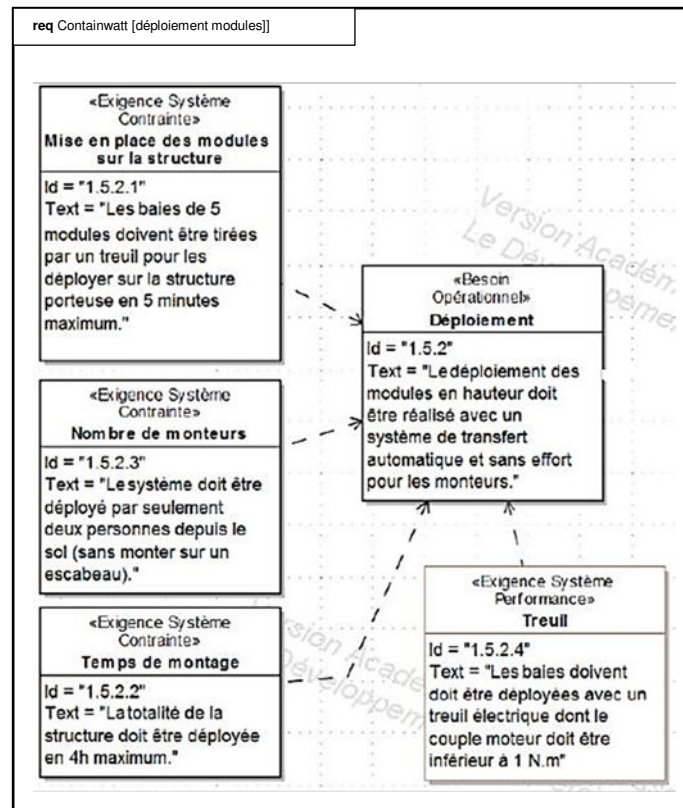 req Containwatt [déploiement modules]]
«Exigence Système
Contrainte»
Mise en place des modules
sur la structure
Id = "1.5.2.1"
Text = "Les baies de 5
modules doivent être tirées
par un treuil pour les
déployer sur la structure
porteuse en 5 minutes
maximum."
«Exigence Système
Contrainte»
Nombre de monteurs
Id = "1.5.2.3"
Text = "Le système doit être
déployé par seulement
deux personnes depuis le
sol (sans monter sur un
escabeau)."
«Exigence Système
Contrainte»
Temps de montage
Id = "1.5.2.2"
Text = "La totalité de la
structure doit être déployée
en 4h maximum."
«Besoin
Opérationnel»
Déploiement
Id = "1.5.2"
Text = "Le déploiement des
modules en hauteur doit
être réalisé avec un
système de transfert
automatique et sans effort
pour les monteurs."
«Exigence Système
Performance»
Treuil
Id = "1.5.2.4"
Text = "Les baies doivent
doit être déployées avec un
treuil électrique dont le
couple moteur doit être
inférieur à 1 N.m"
Version Académ
Le